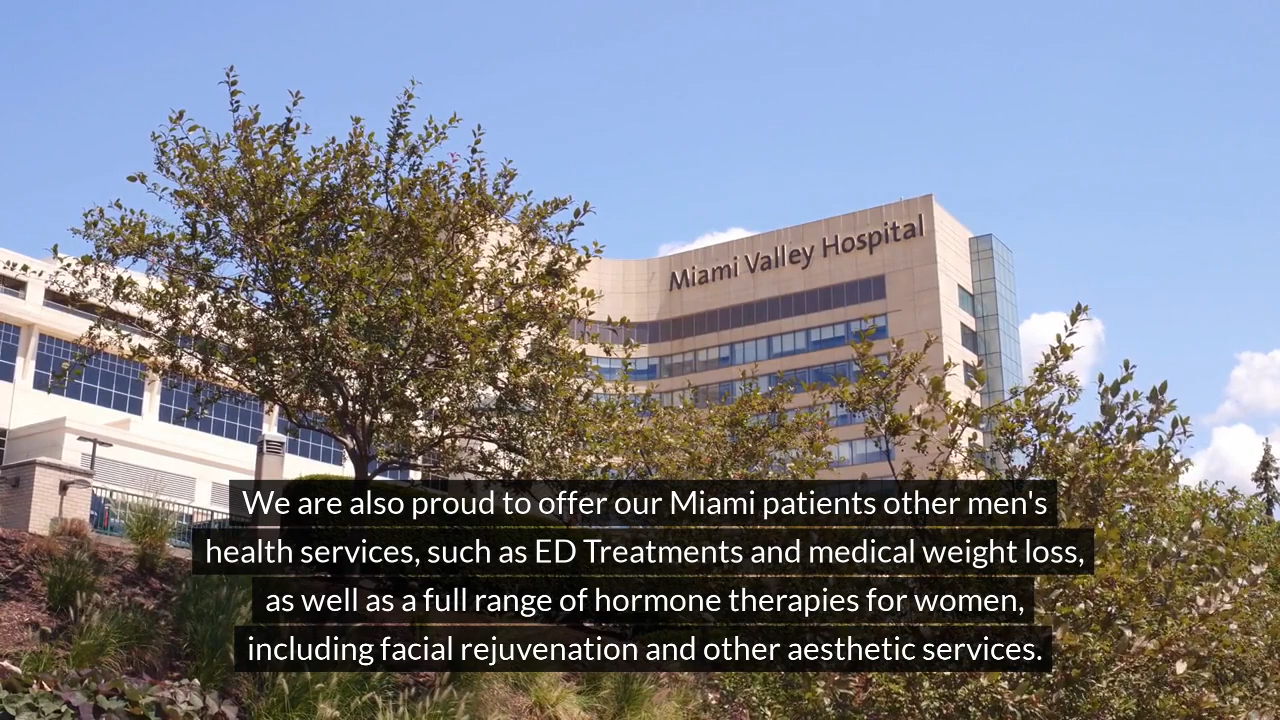 Miami Valley Hospital
We are also proud to offer our Miami patients other men's
health services, such as ED Treatments and medical weight loss,
as well as a full range of hormone therapies for women,
including facial rejuvenation and other aesthetic services.